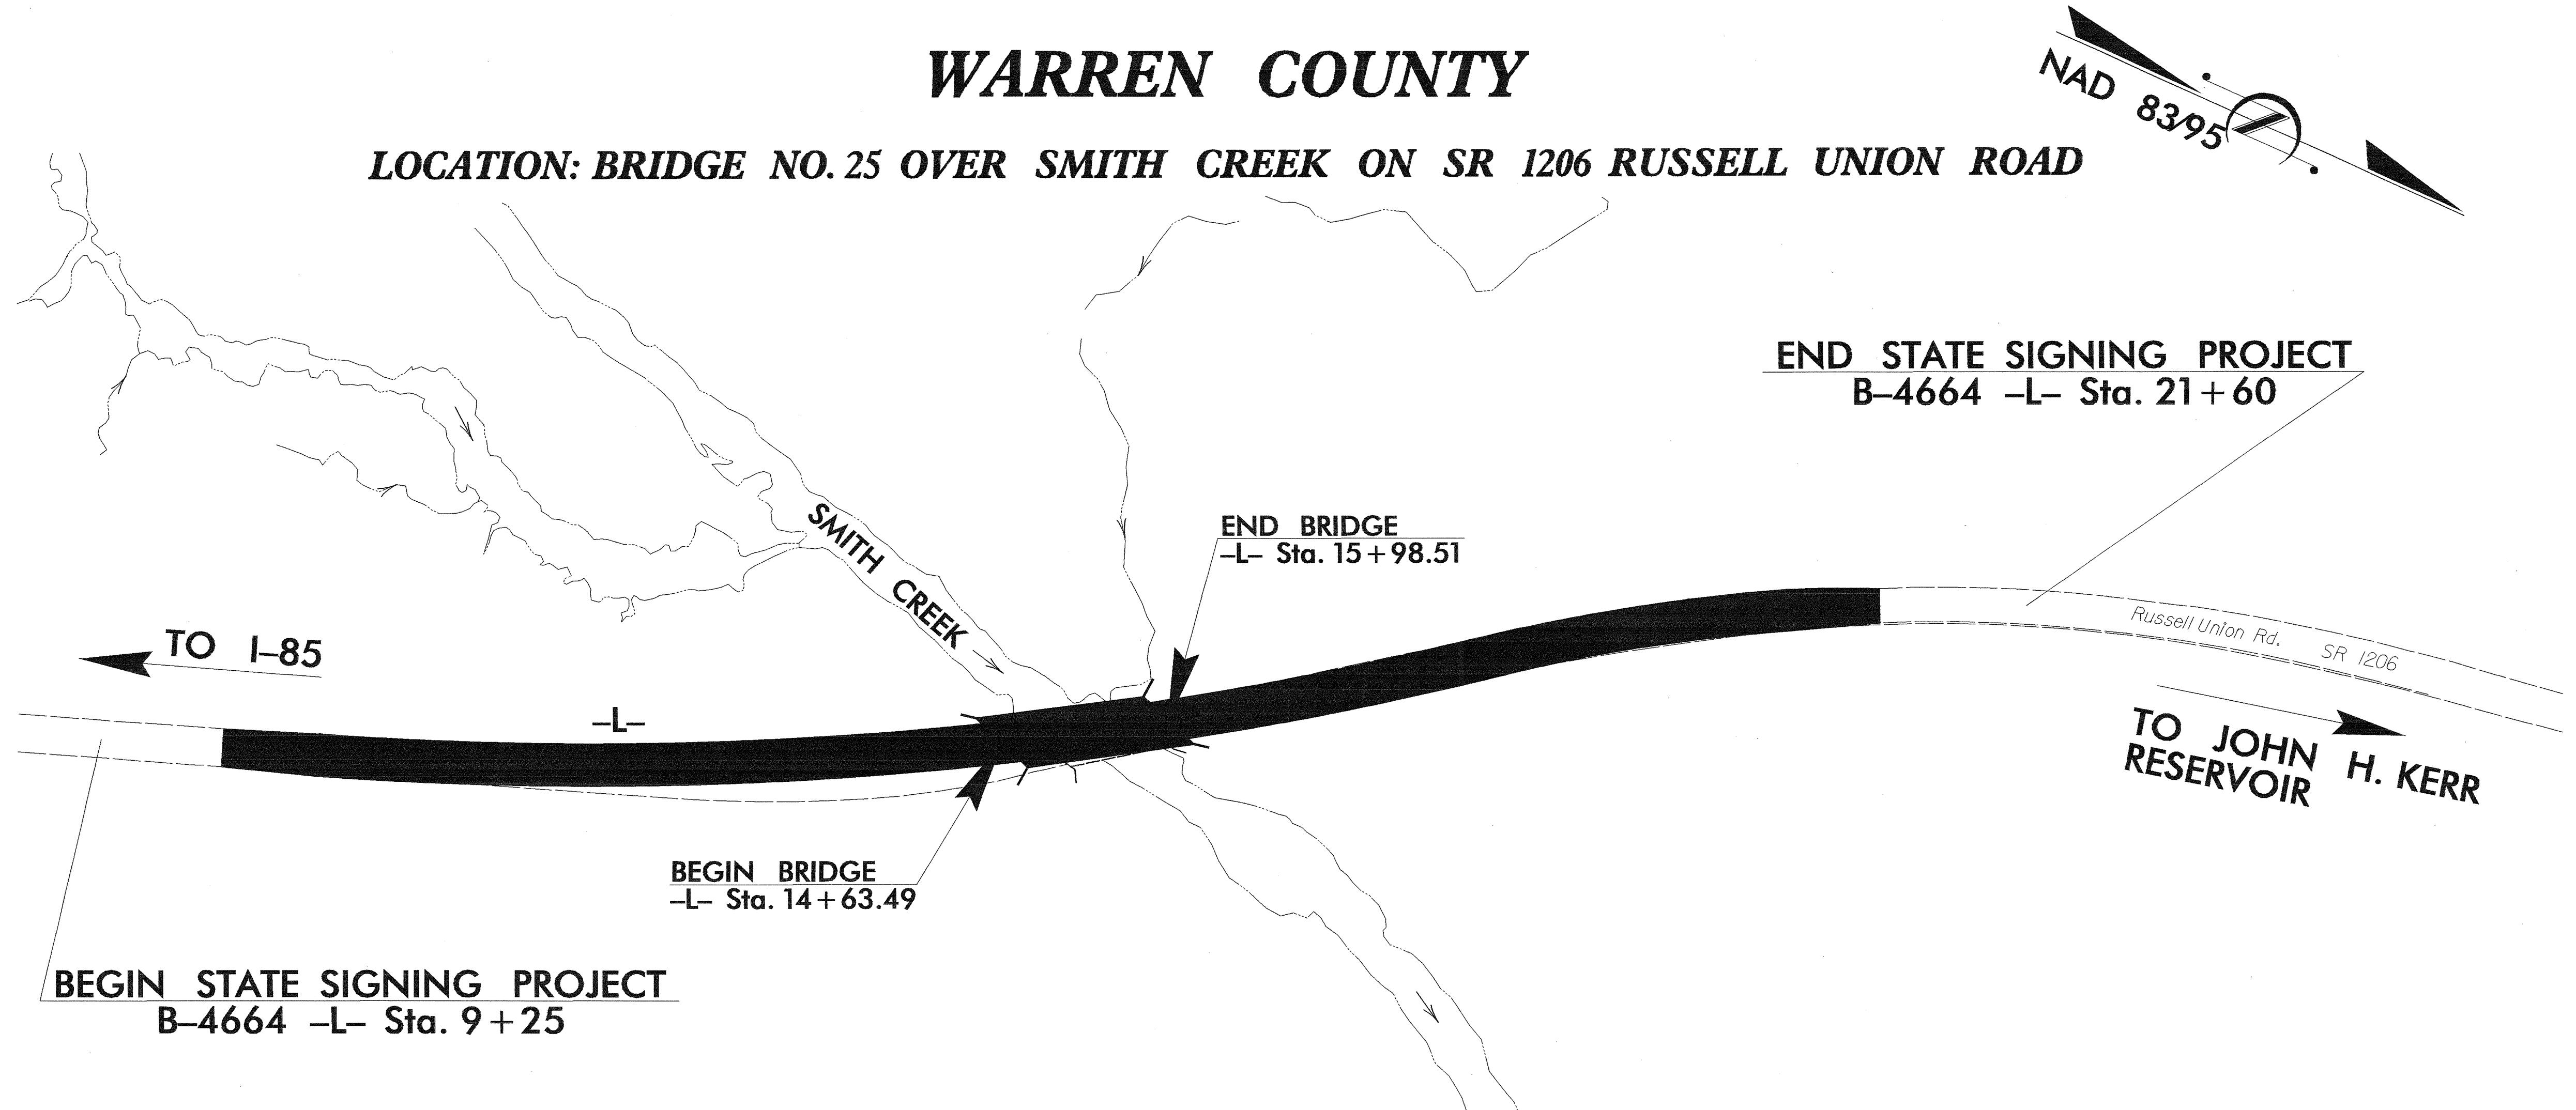 WARREN COUNTY
LOCATION: BRIDGE NO. 25 OVER SMITH CREEK ON SR 1206 RUSSELL UNION ROAD
NAD 83/95
END STATE SIGNING PROJECT
B–4664 –L– Sta. 21+60
SMITH CREEK
END BRIDGE
–L– Sta. 15+98.51
Russell Union Rd. SR 1206
TO I–85
–L–
TO JOHN H. KERR
RESERVOIR
BEGIN BRIDGE
–L– Sta. 14+63.49
BEGIN STATE SIGNING PROJECT
B–4664 –L– Sta. 9+25